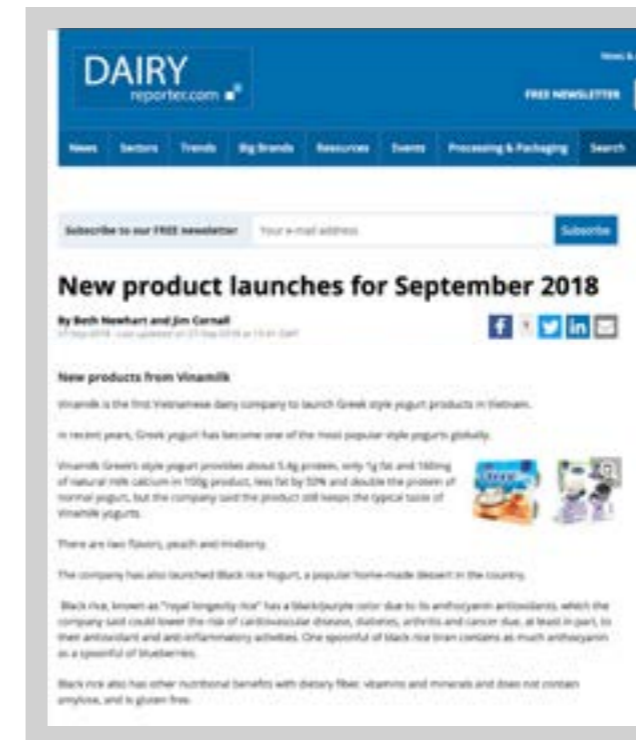 DAIRY
reporter.com
News &
FREE NEWSLETTER
News Sectors Trends Big Brands Resources Events Processing & Packaging Search
Subscribe to our FREE newsletter Your e-mail address Subscribe
New product launches for September 2018
By Beth Newhart and Jim Cornall
f in
New products from Vinamilk
Vinamilk is the first Vietnamese dairy company to launch Greek style yogurt products in Vietnam.
In recent years, Greek yogurt has become one of the most popular style yogurts globally.
Vinamilk Greek style yogurt provides about 5.4g protein, only 1g fat and 160mg
of natural milk calcium in 100g product, less fat by 50% and double the protein of
normal yogurt, but the company said the product still keeps the typical taste of
Vinamilk yogurts.
There are two flavors, peach and
The company has also launched Black rice Yogurt, a popular home-made dessert in the country.
Black rice, known as "royal longevity rice" has a black/purple color due to its anthocyanin antioxidants, which the
company said could lower the risk of cardiovascular disease, diabetes, arthritis and cancer due, at least in part, to
their antioxidant and anti-inflammatory activities. One spoonful of black rice bran contains as much anthocyanin
as a spoonful of blueberries.
Black rice also has other nutritional benefits with dietary fiber, vitamins and minerals and does not contain
amylose, and is gluten free.